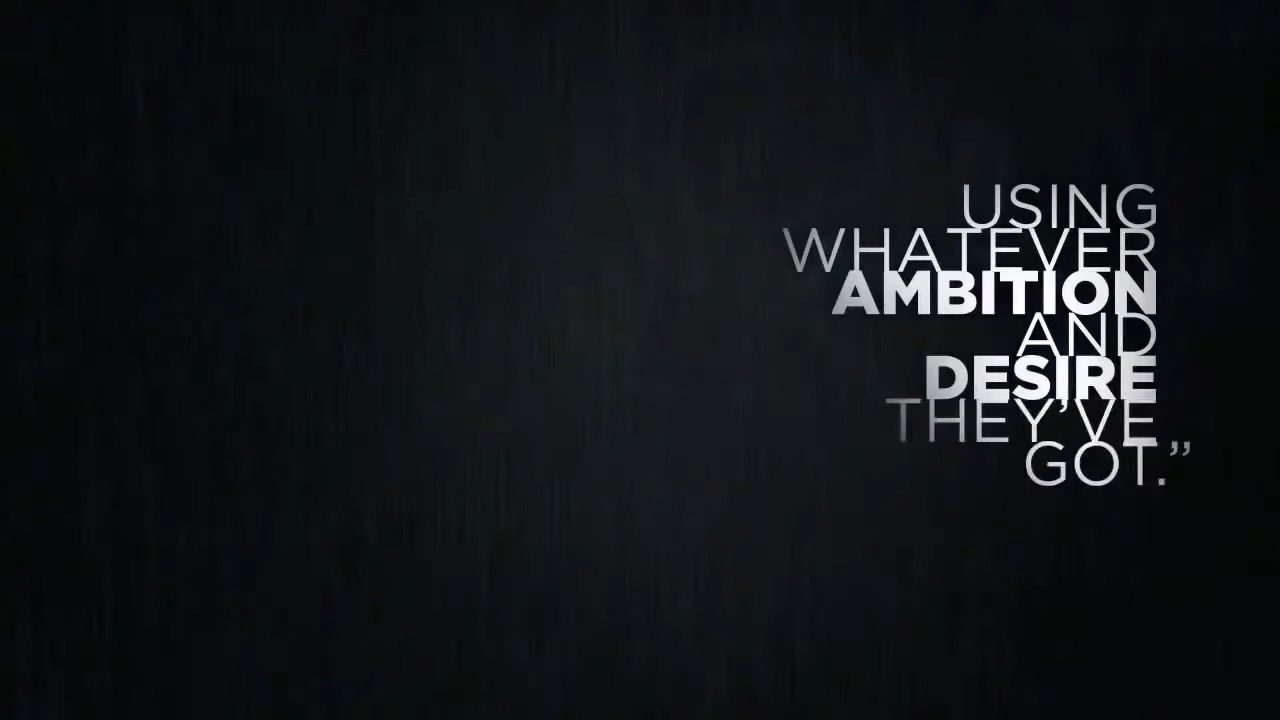 USING
WHATEVER
AMBITION
AND
DESIRE
THEY’VE
GOT.”